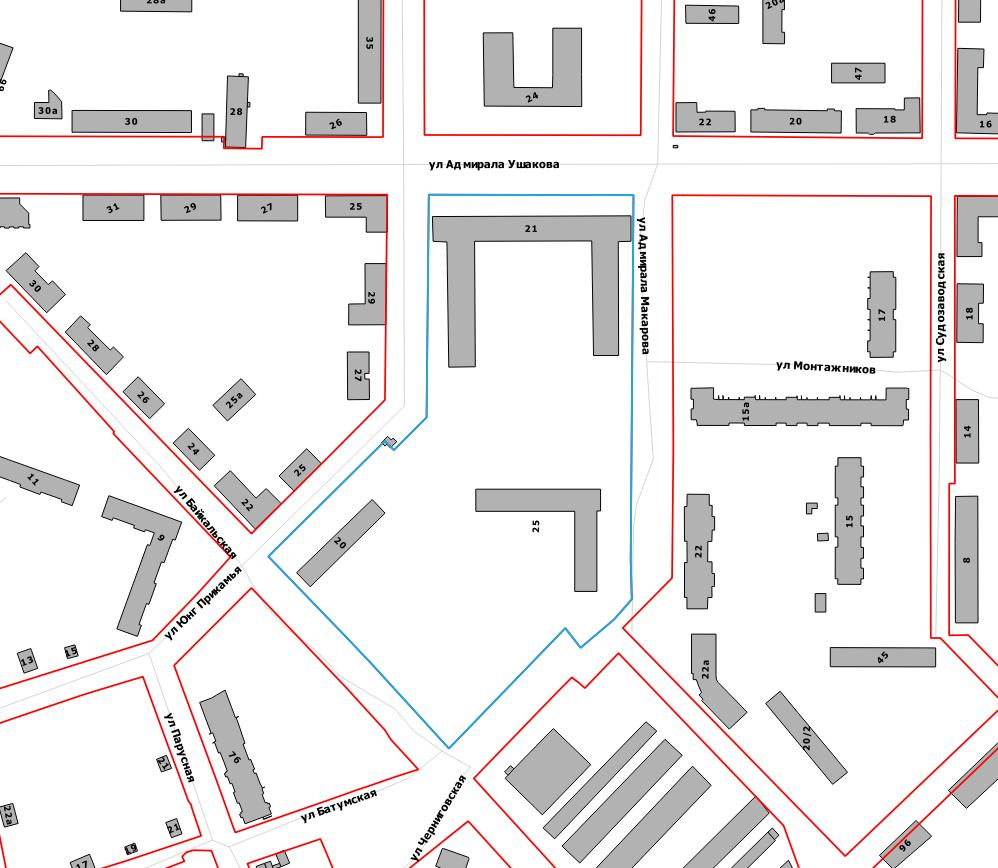 28а
35
46
20а
47
30а
30
28
26
24
22
20
18
16
ул Адмирала Ушакова
31
29
27
25
21
ул Адмирала Макарова
ул Судозаводская
30
29
17
18
28
27
ул Монтажников
26
25а
15а
14
24
25
11
22
ул Байкальская
9
20
25
22
15
8
ул Юнг Прикамья
13
15
22а
45
ул Парусная
76
20/2
21
ул Батумская
ул Черниговская
22а
21
19
17
96